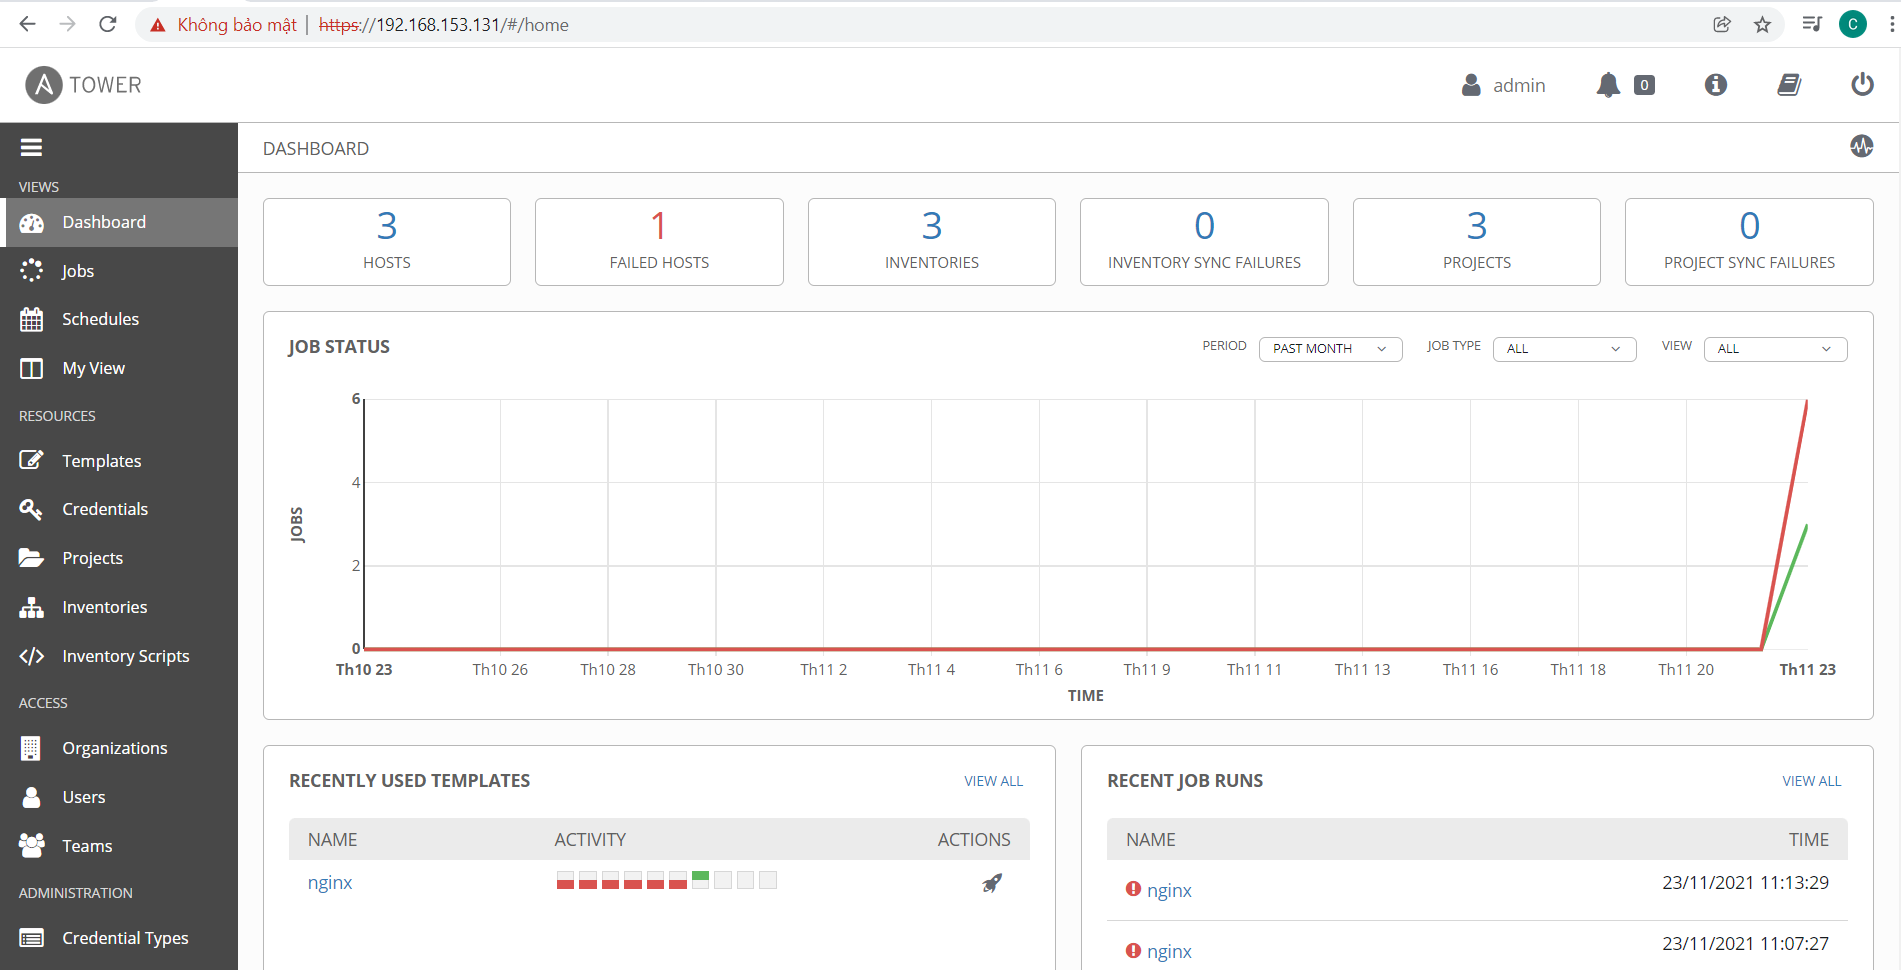 Không bảo mật | https://192.168.153.131/#/home
C
A TOWER
admin
0
VIEWS
Dashboard
Jobs
Schedules
My View
RESOURCES
Templates
Credentials
Projects
Inventories
Inventory Scripts
ACCESS
Organizations
Users
Teams
ADMINISTRATION
Credential Types
DASHBOARD
3
HOSTS
1
FAILED HOSTS
3
INVENTORIES
0
INVENTORY SYNC FAILURES
3
PROJECTS
0
PROJECT SYNC FAILURES
JOB STATUS
PERIOD PAST MONTH
JOB TYPE ALL
VIEW ALL
6
4
2
0
JOBS
Th10 23 Th10 26 Th10 28 Th10 30 Th11 2 Th11 4 Th11 6 Th11 9 Th11 11 Th11 13 Th11 16 Th11 18 Th11 20 Th11 23
TIME
RECENTLY USED TEMPLATES VIEW ALL
NAME ACTIVITY ACTIONS
nginx
RECENT JOB RUNS VIEW ALL
NAME TIME
nginx 23/11/2021 11:13:29
nginx 23/11/2021 11:07:27